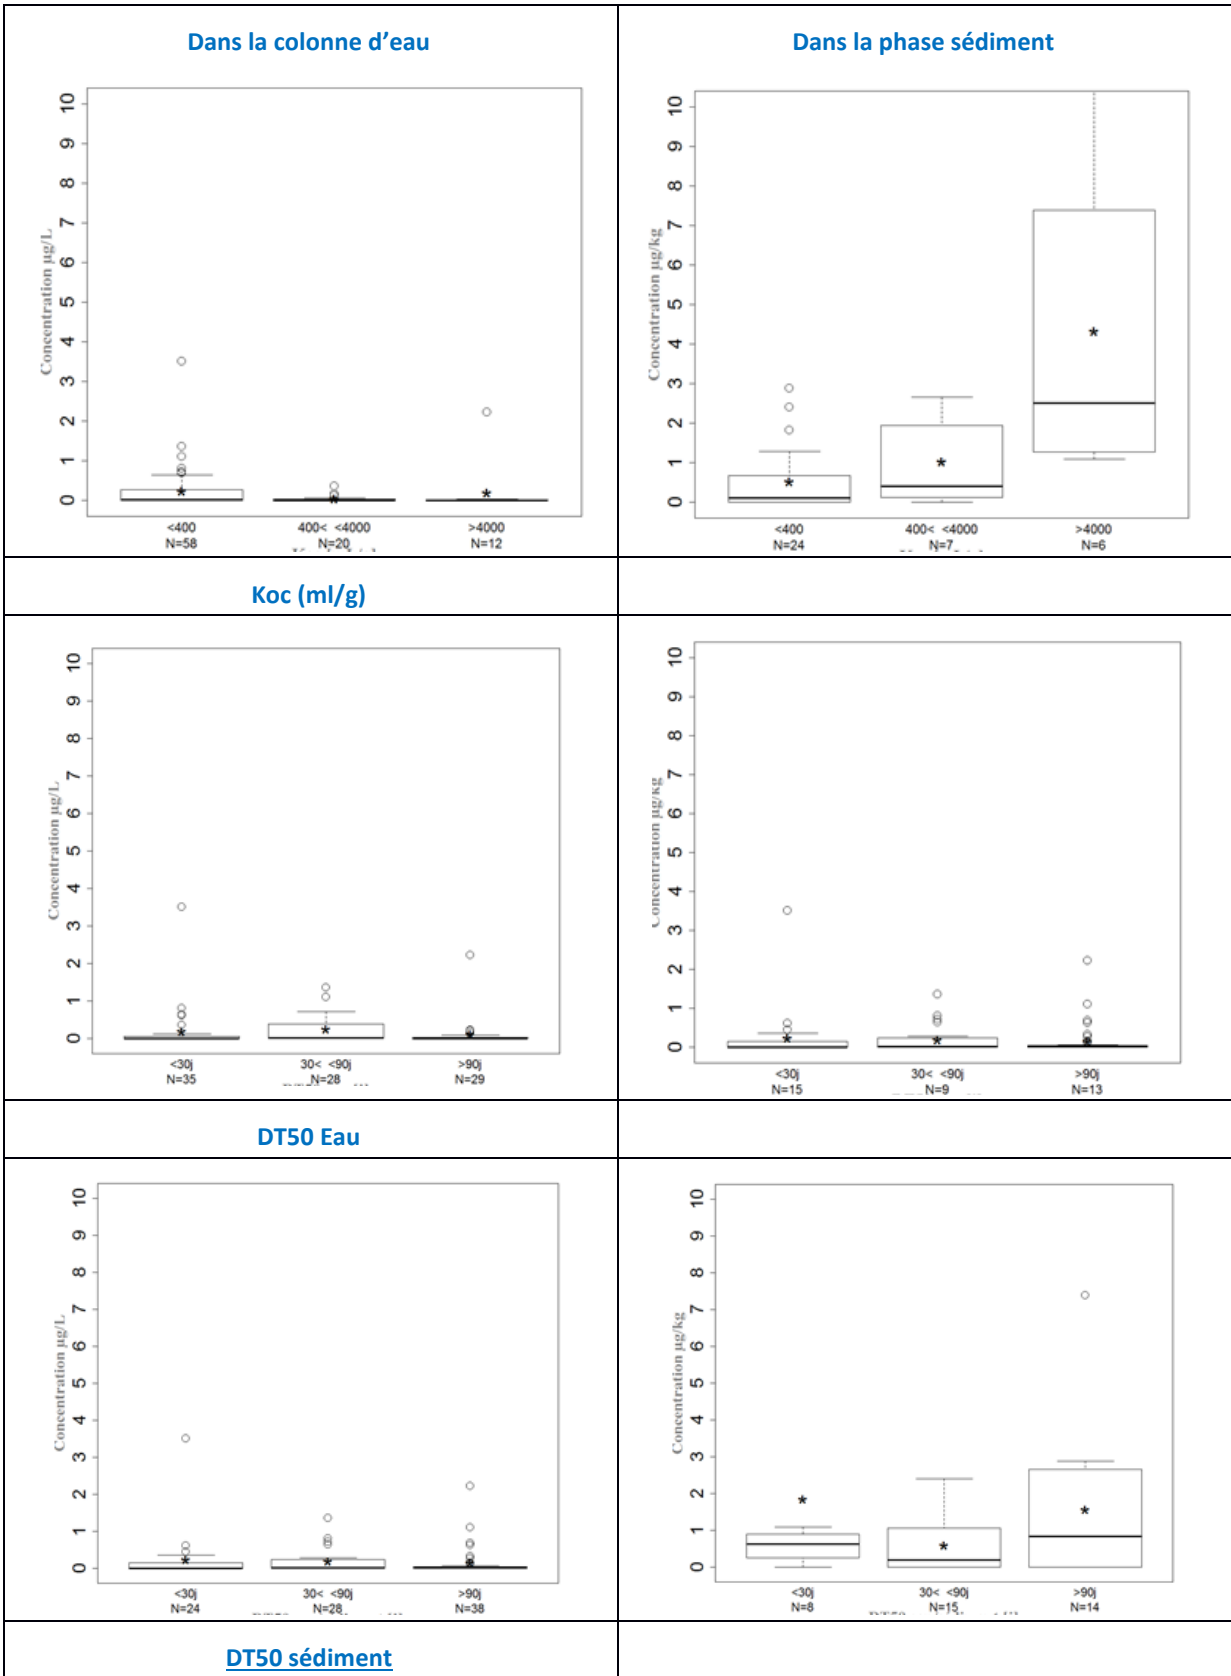 Dans la colonne d’eau
Dans la phase sédiment
Concentration µg/L
10
9
8
7
6
5
4
3
2
1
0
<400
400< <4000
>4000
N=58
N=20
N=12
Concentration µg/kg
10
9
8
7
6
5
4
3
2
1
0
<400
400< <4000
>4000
N=24
N=7
N=6
Koc (ml/g)
Concentration µg/L
10
9
8
7
6
5
4
3
2
1
0
<30j
30< <90j
>90j
N=35
N=28
N=29
Concentration µg/kg
10
9
8
7
6
5
4
3
2
1
0
<30j
30< <90j
>90j
N=15
N=9
N=13
DT50 Eau
Concentration µg/L
10
9
8
7
6
5
4
3
2
1
0
<30j
30< <90j
>90j
N=24
N=28
N=38
Concentration µg/kg
10
9
8
7
6
5
4
3
2
1
0
<30j
30< <90j
>90j
N=8
N=15
N=14
DT50 sédiment